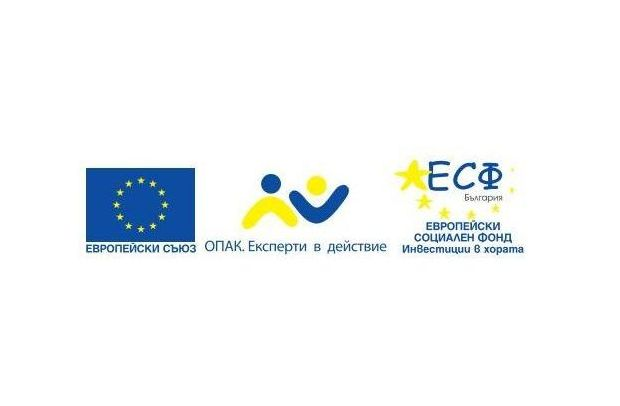 ЕВРОПЕЙСКИ СЪЮЗ
ОПАК. Експерти в действие
ЕСФ
България
ЕВРОПЕЙСКИ
СОЦИАЛЕН ФОНД
Инвестиции в хората